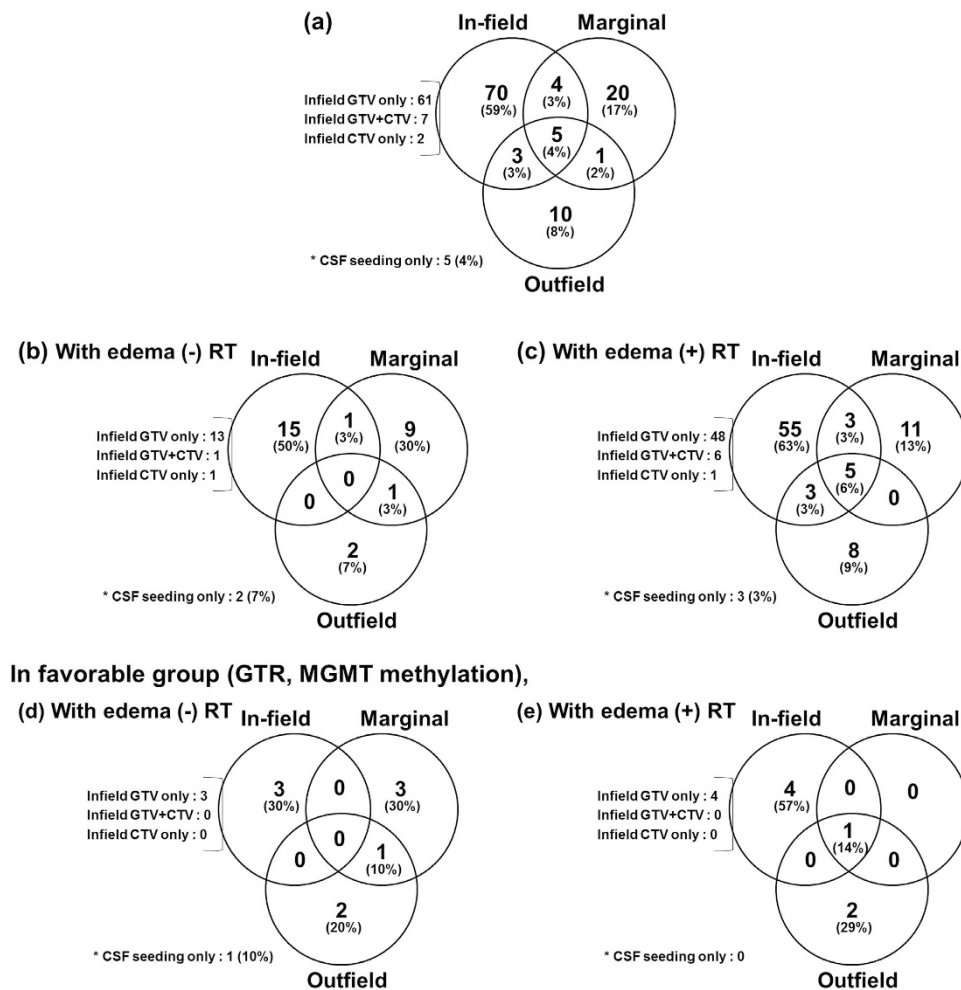 (a)
In-field Marginal
70 4 20
(59%) (3%) (17%)
Infield GTV only : 61
Infield GTV+CTV : 7
Infield CTV only : 2
5
(4%)
3 1
(3%) (2%)
10
(8%)
* CSF seeding only : 5 (4%)
Outfield
(b) With edema (-) RT
In-field Marginal
15 1 9
(50%) (3%) (30%)
Infield GTV only : 13
Infield GTV+CTV : 1
Infield CTV only : 1
0
0 1
(3%)
2
(7%)
* CSF seeding only : 2 (7%)
Outfield
(c) With edema (+) RT
In-field Marginal
55 3 11
(63%) (3%) (13%)
Infield GTV only : 48
Infield GTV+CTV : 6
Infield CTV only : 1
5
(6%)
3 0
(3%)
8
(9%)
* CSF seeding only : 3 (3%)
Outfield
In favorable group (GTR, MGMT methylation),
(d) With edema (-) RT
In-field Marginal
3 0 3
(30%) (30%)
Infield GTV only : 3
Infield GTV+CTV : 0
Infield CTV only : 0
0
0 1
(10%)
2
(20%)
* CSF seeding only : 1 (10%)
Outfield
(e) With edema (+) RT
In-field Marginal
4 0 0
(57%)
Infield GTV only : 4
Infield GTV+CTV : 0
Infield CTV only : 0
1
(14%)
0 0
2
(29%)
* CSF seeding only : 0
Outfield